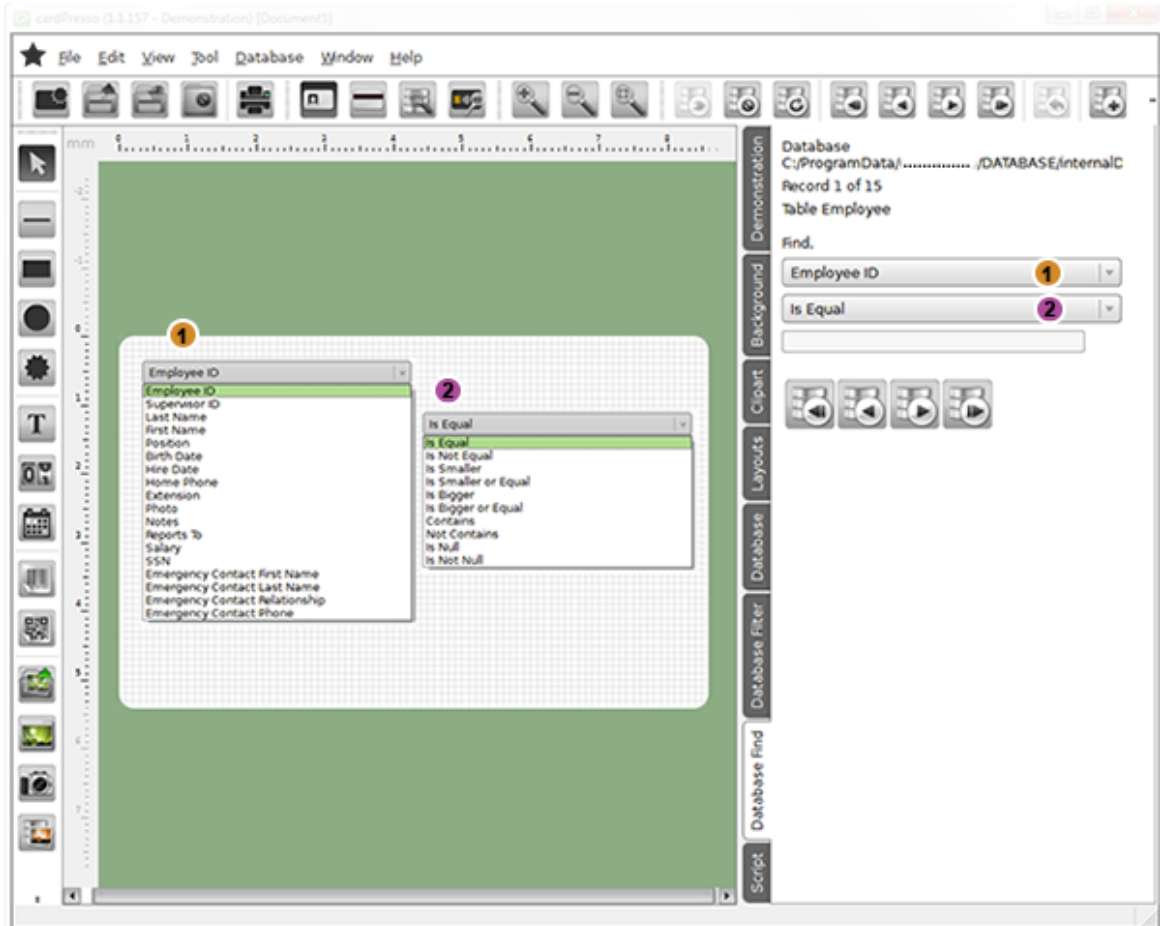 cardPresso (1.1.157 - Demonstration) [Document1]
File Edit View Tool Database Window Help
mm
Employee ID
Employee ID
Supervisor ID
Last Name
First Name
Position
Birth Date
Hire Date
Home Phone
Extension
Photo
Notes
Reports To
Salary
SSN
Emergency Contact First Name
Emergency Contact Last Name
Emergency Contact Relationship
Emergency Contact Phone
1
2
Is Equal
Is Equal
Is Not Equal
Is Smaller
Is Smaller or Equal
Is Bigger
Is Bigger or Equal
Contains
Not Contains
Is Null
Is Not Null
Demonstration
Background
Clipart
Layouts
Database
Database Filter
Database Find
Script
Database
C:/ProgramData/ ............... /DATABASE/internalD
Record 1 of 15
Table Employee
Find.
Employee ID 1
Is Equal 2